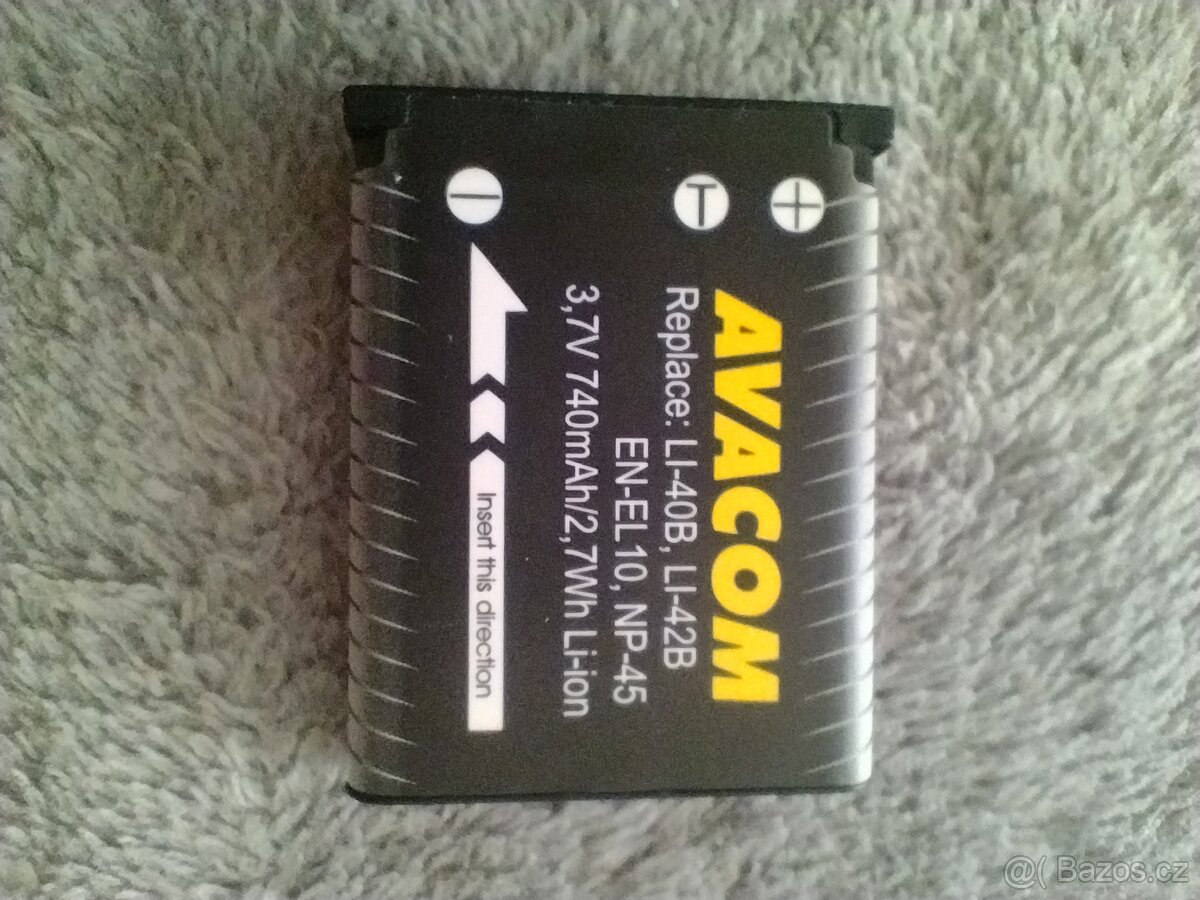 AVACOM
Replace: LI-40B, LI-42B
EN-EL10, NP-45
3,7V 740mAh/2,7Wh Li-ion
Insert this direction
+
T
−
@( Bazos.cz